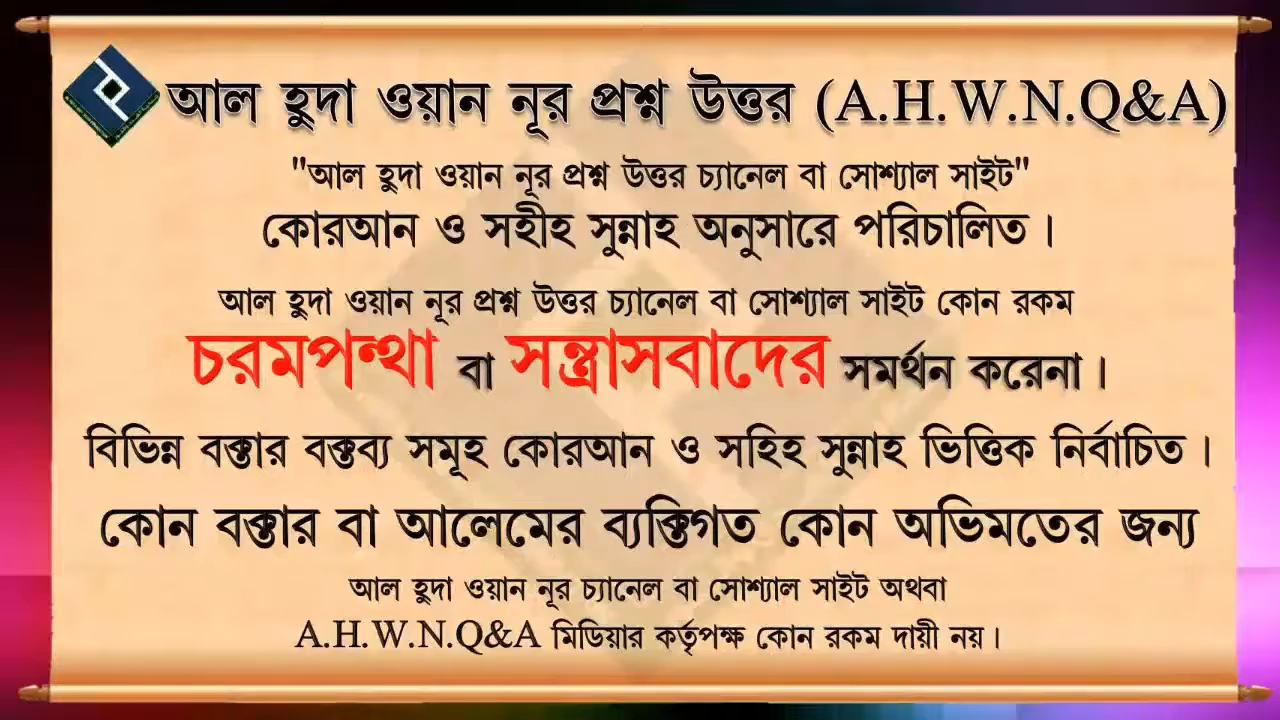 আল হুদা ওয়ান নূর প্রশ্ন উত্তর (A.H.W.N.Q&A)
"আল হুদা ওয়ান নূর প্রশ্ন উত্তর চ্যানেল বা সোশ্যাল সাইট"
কোরআন ও সহীহ সুন্নাহ অনুসারে পরিচালিত।
আল হুদা ওয়ান নূর প্রশ্ন উত্তর চ্যানেল বা সোশ্যাল সাইট কোন রকম
চরমপন্থা বা সন্ত্রাসবাদের সমর্থন করেনা।
বিভিন্ন বক্তার বক্তব্য সমূহ কোরআন ও সহিহ সুন্নাহ ভিত্তিক নির্বাচিত।
কোন বক্তার বা আলেমের ব্যক্তিগত কোন অভিমতের জন্য
আল হুদা ওয়ান নূর চ্যানেল বা সোশ্যাল সাইট অথবা
A.H.W.N.Q&A মিডিয়ার কর্তৃপক্ষ কোন রকম দায়ী নয়।